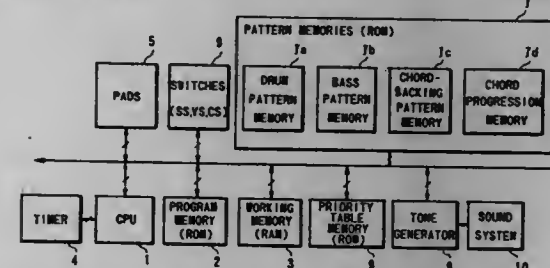 7
5
9
PATTERN MEMORIES (ROM)
7a
7b
7c
7d
PADS
SWITCHES
(SS,VS,CS)
DRUM
PATTERN
MEMORY
BASS
PATTERN
MEMORY
CHORD-
BACKING
PATTERN
MEMORY
CHORD
PROGRESSION
MEMORY
TIMER
CPU
PROGRAM
MEMORY
(ROM)
WORKING
MEMORY
(RAM)
PRIORITY
TABLE
MEMORY
(ROM)
TONE
GENERATOR
SOUND
SYSTEM
4
1
2
3
8
9
10